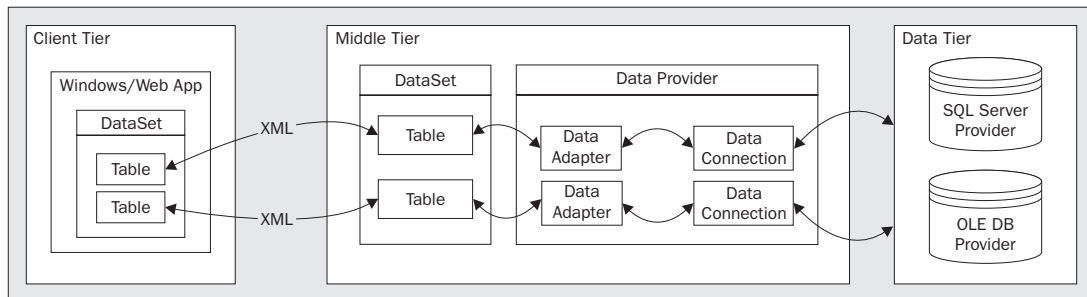 Client Tier
Windows/Web App
DataSet
Table
Table
XML
XML
Middle Tier
DataSet
Table
Table
Data Provider
Data
Adapter
Data
Connection
Data
Adapter
Data
Connection
Data Tier
SQL Server
Provider
OLE DB
Provider